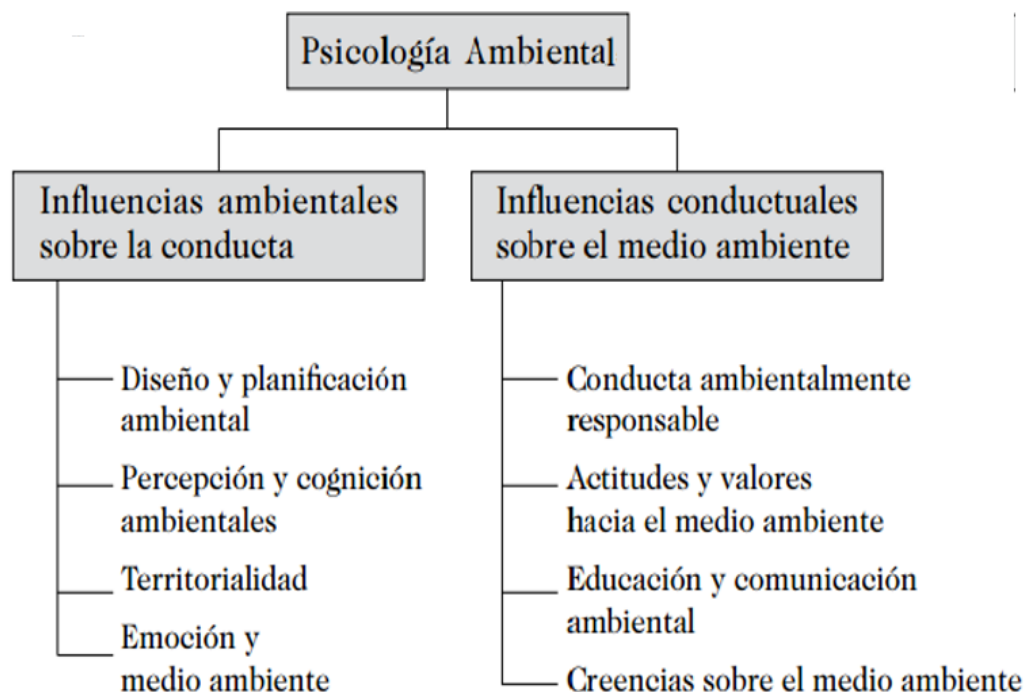 Psicología Ambiental
Influencias ambientales
sobre la conducta
Diseño y planificación
ambiental
Percepción y cognición
ambientales
Territorialidad
Emoción y
medio ambiente
Influencias conductuales
sobre el medio ambiente
Conducta ambientalmente
responsable
Actitudes y valores
hacia el medio ambiente
Educación y comunicación
ambiental
Creencias sobre el medio ambiente